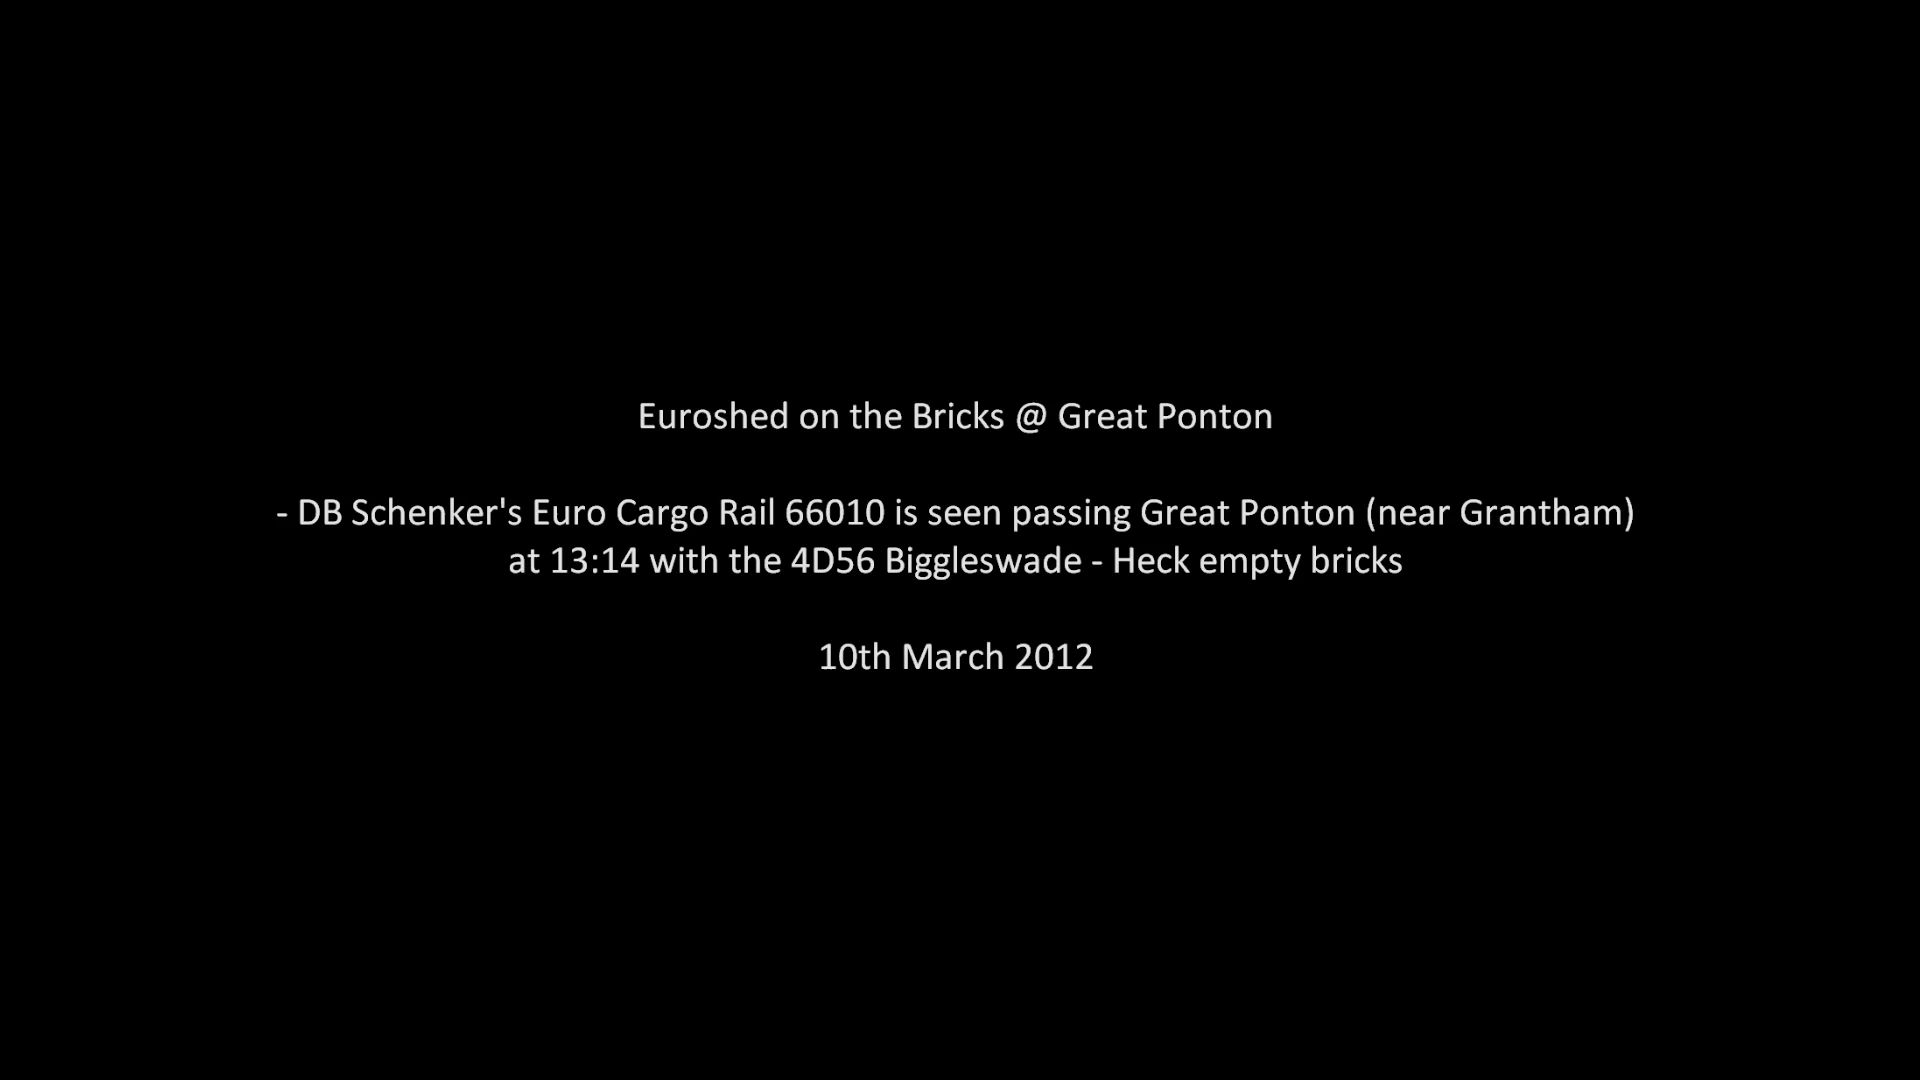 Euroshed on the Bricks @ Great Ponton
- DB Schenker's Euro Cargo Rail 66010 is seen passing Great Ponton (near Grantham)
at 13:14 with the 4D56 Biggleswade - Heck empty bricks
10th March 2012